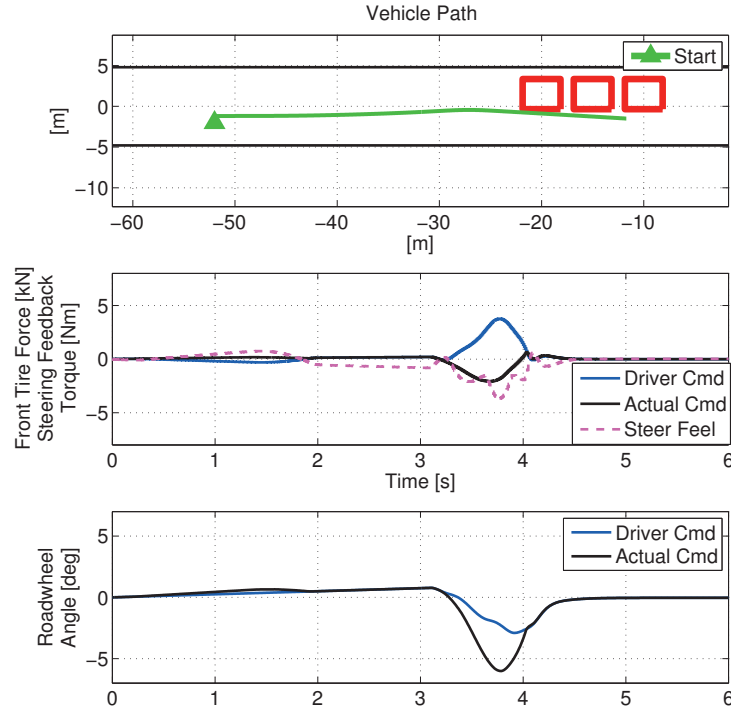 Vehicle Path
Start
5
0
−5
−10
[m]
−60
−50
−40
−30
−20
−10
[m]
Front Tire Force [kN]
Steering Feedback
Torque [Nm]
5
0
−5
Driver Cmd
Actual Cmd
Steer Feel
0
1
2
3
4
5
6
Time [s]
Roadwheel
Angle [deg]
5
0
−5
Driver Cmd
Actual Cmd
0
1
2
3
4
5
6